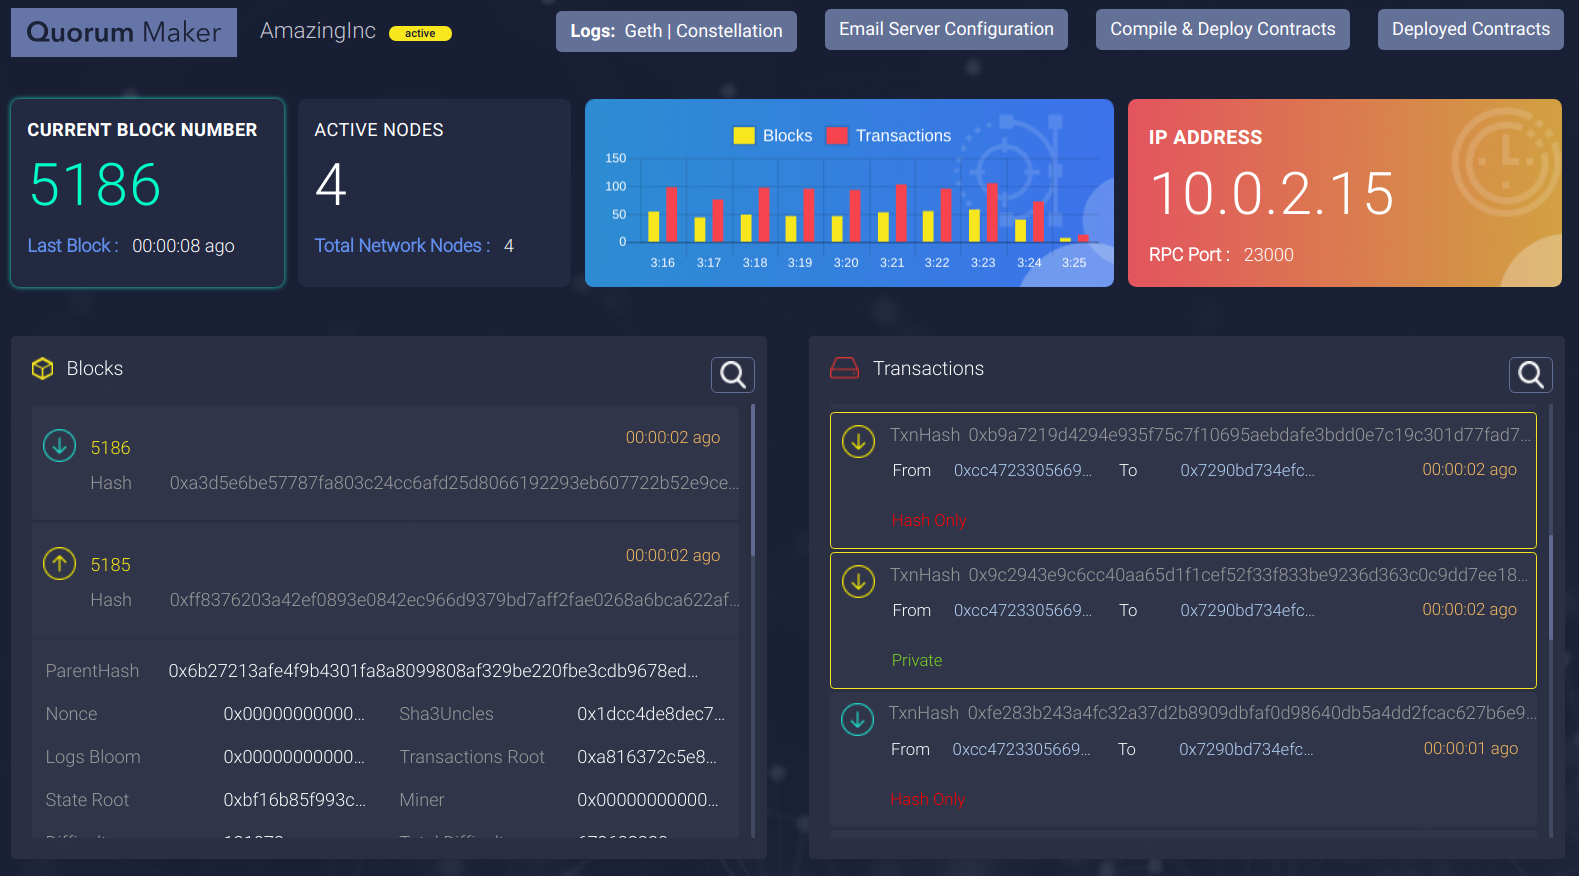 Quorum Maker AmazingInc active Logs: Geth | Constellation Email Server Configuration Compile & Deploy Contracts Deployed Contracts
CURRENT BLOCK NUMBER
5186
Last Block : 00:00:08 ago
ACTIVE NODES
4
Total Network Nodes : 4
Blocks Transactions
150
100
50
0
3:16 3:17 3:18 3:19 3:20 3:21 3:22 3:23 3:24 3:25
IP ADDRESS
10.0.2.15
RPC Port : 23000
Blocks
5186 00:00:02 ago
Hash 0xa3d5e6be57787fa803c24cc6afd25d8066192293eb607722b52e9ce...
5185 00:00:02 ago
Hash 0xff8376203a42ef0893e0842ec966d9379bd7aff2fae0268a6bca622af...
ParentHash 0x6b27213afe4f9b4301fa8a8099808af329be220fbe3cdb9678ed...
Nonce 0x00000000000... Sha3Uncles 0x1dcc4de8dec7...
Logs Bloom 0x00000000000... Transactions Root 0xa816372c5e8...
State Root 0xbf16b85f993c... Miner 0x00000000000...
Transactions
TxnHash 0xb9a7219d4294e935f75c7f10695aebdafe3bdd0e7c19c301d77fad7...
From 0xcc4723305669... To 0x7290bd734efc... 00:00:02 ago
Hash Only
TxnHash 0x9c2943e9c6cc40aa65d1f1cef52f33f833be9236d363c0c9dd7ee18...
From 0xcc4723305669... To 0x7290bd734efc... 00:00:02 ago
Private
TxnHash 0xfe283b243a4fc32a37d2b8909dbfaf0d98640db5a4dd2fcac627b6e9...
From 0xcc4723305669... To 0x7290bd734efc... 00:00:01 ago
Hash Only